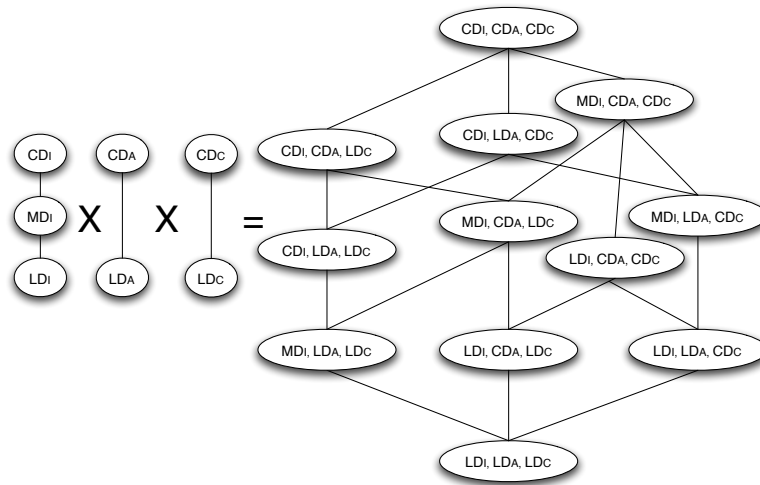 CDI
MDI
LDI
X
CDA
LDA
X
CDC
LDC
=
CDI, CDA, CDC
MDI, CDA, CDC
CDI, LDA, CDC
CDI, CDA, LDC
MDI, CDA, LDC
MDI, LDA, CDC
CDI, LDA, LDC
LDI, CDA, CDC
MDI, LDA, LDC
LDI, CDA, LDC
LDI, LDA, CDC
LDI, LDA, LDC